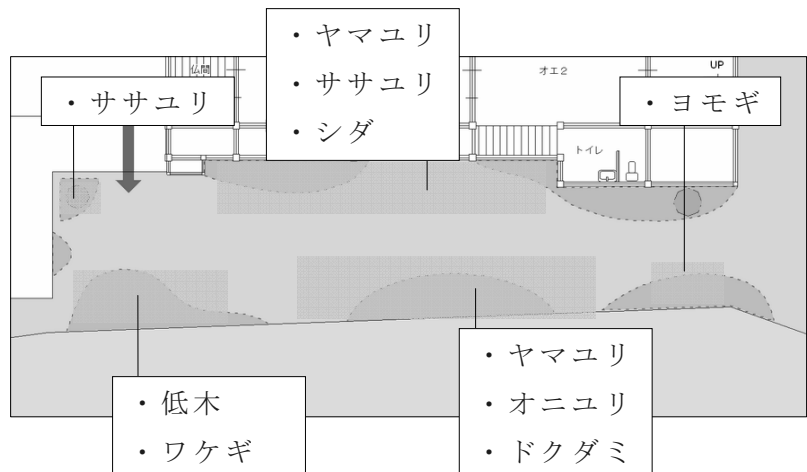 ・ヤマユリ
・ササユリ
・シダ
仏間
オエ2
UP
・ササユリ
・ヨモギ
トイレ
・低木
・ワケギ
・ヤマユリ
・オニユリ
・ドクダミ